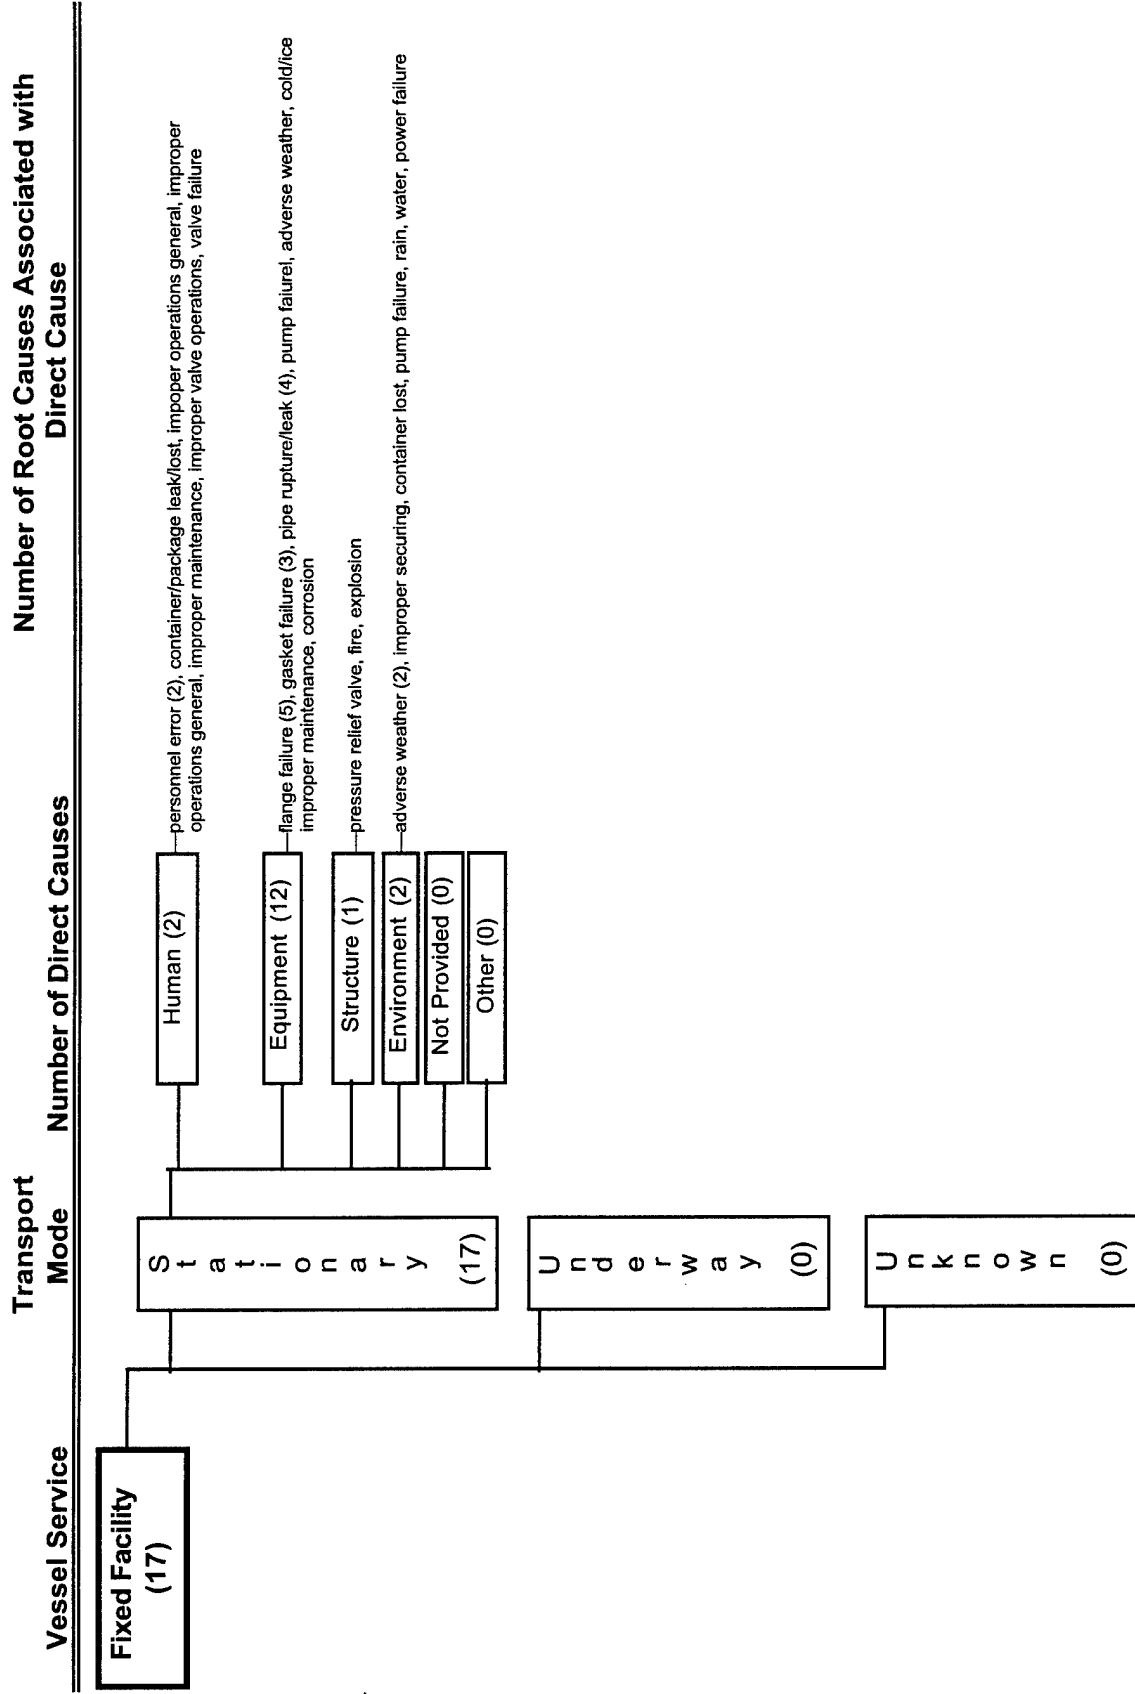 Vessel Service
Transport
Mode
Number of Direct Causes
Number of Root Causes Associated with
Direct Cause
Fixed Facility
(17)
Stationary
(17)
Underway
(0)
Unknown
(0)
Human (2)
personnel error (2), container/package leak/lost, impoper operations general, improper
operations general, improper maintenance, improper valve operations, valve failure
Equipment (12)
flange failure (5), gasket failure (3), pipe rupture/leak (4), pump failurel, adverse weather, cold/ice
improper maintenance, corrosion
Structure (1)
pressure relief valve, fire, explosion
Environment (2)
adverse weather (2), improper securing, container lost, pump failure, rain, water, power failure
Not Provided (0)
Other (0)